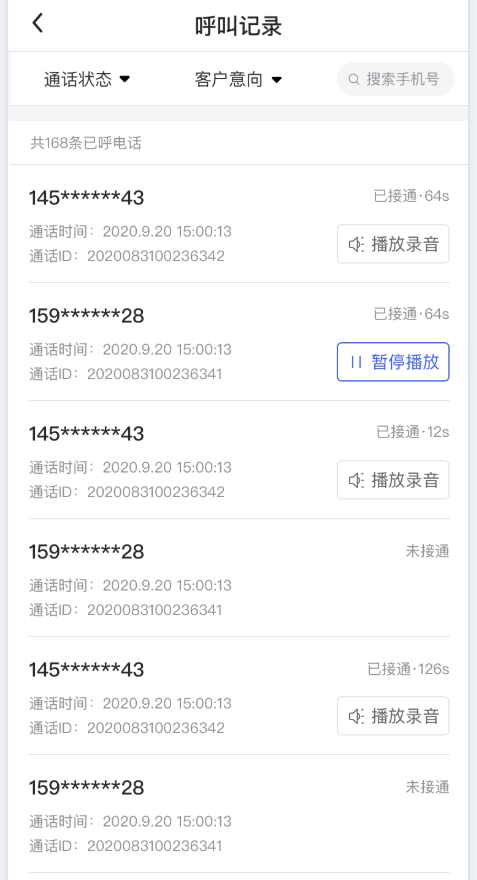 呼叫记录
通话状态 客户意向 搜索手机号
共168条已呼电话
145******43 已接通·64s
通话时间：2020.9.20 15:00:13
通话ID：2020083100236342 播放录音
159******28 已接通·64s
通话时间：2020.9.20 15:00:13
通话ID：2020083100236341 暂停播放
145******43 已接通·12s
通话时间：2020.9.20 15:00:13
通话ID：2020083100236342 播放录音
159******28 未接通
通话时间：2020.9.20 15:00:13
通话ID：2020083100236341
145******43 已接通·126s
通话时间：2020.9.20 15:00:13
通话ID：2020083100236342 播放录音
159******28 未接通
通话时间：2020.9.20 15:00:13
通话ID：2020083100236341